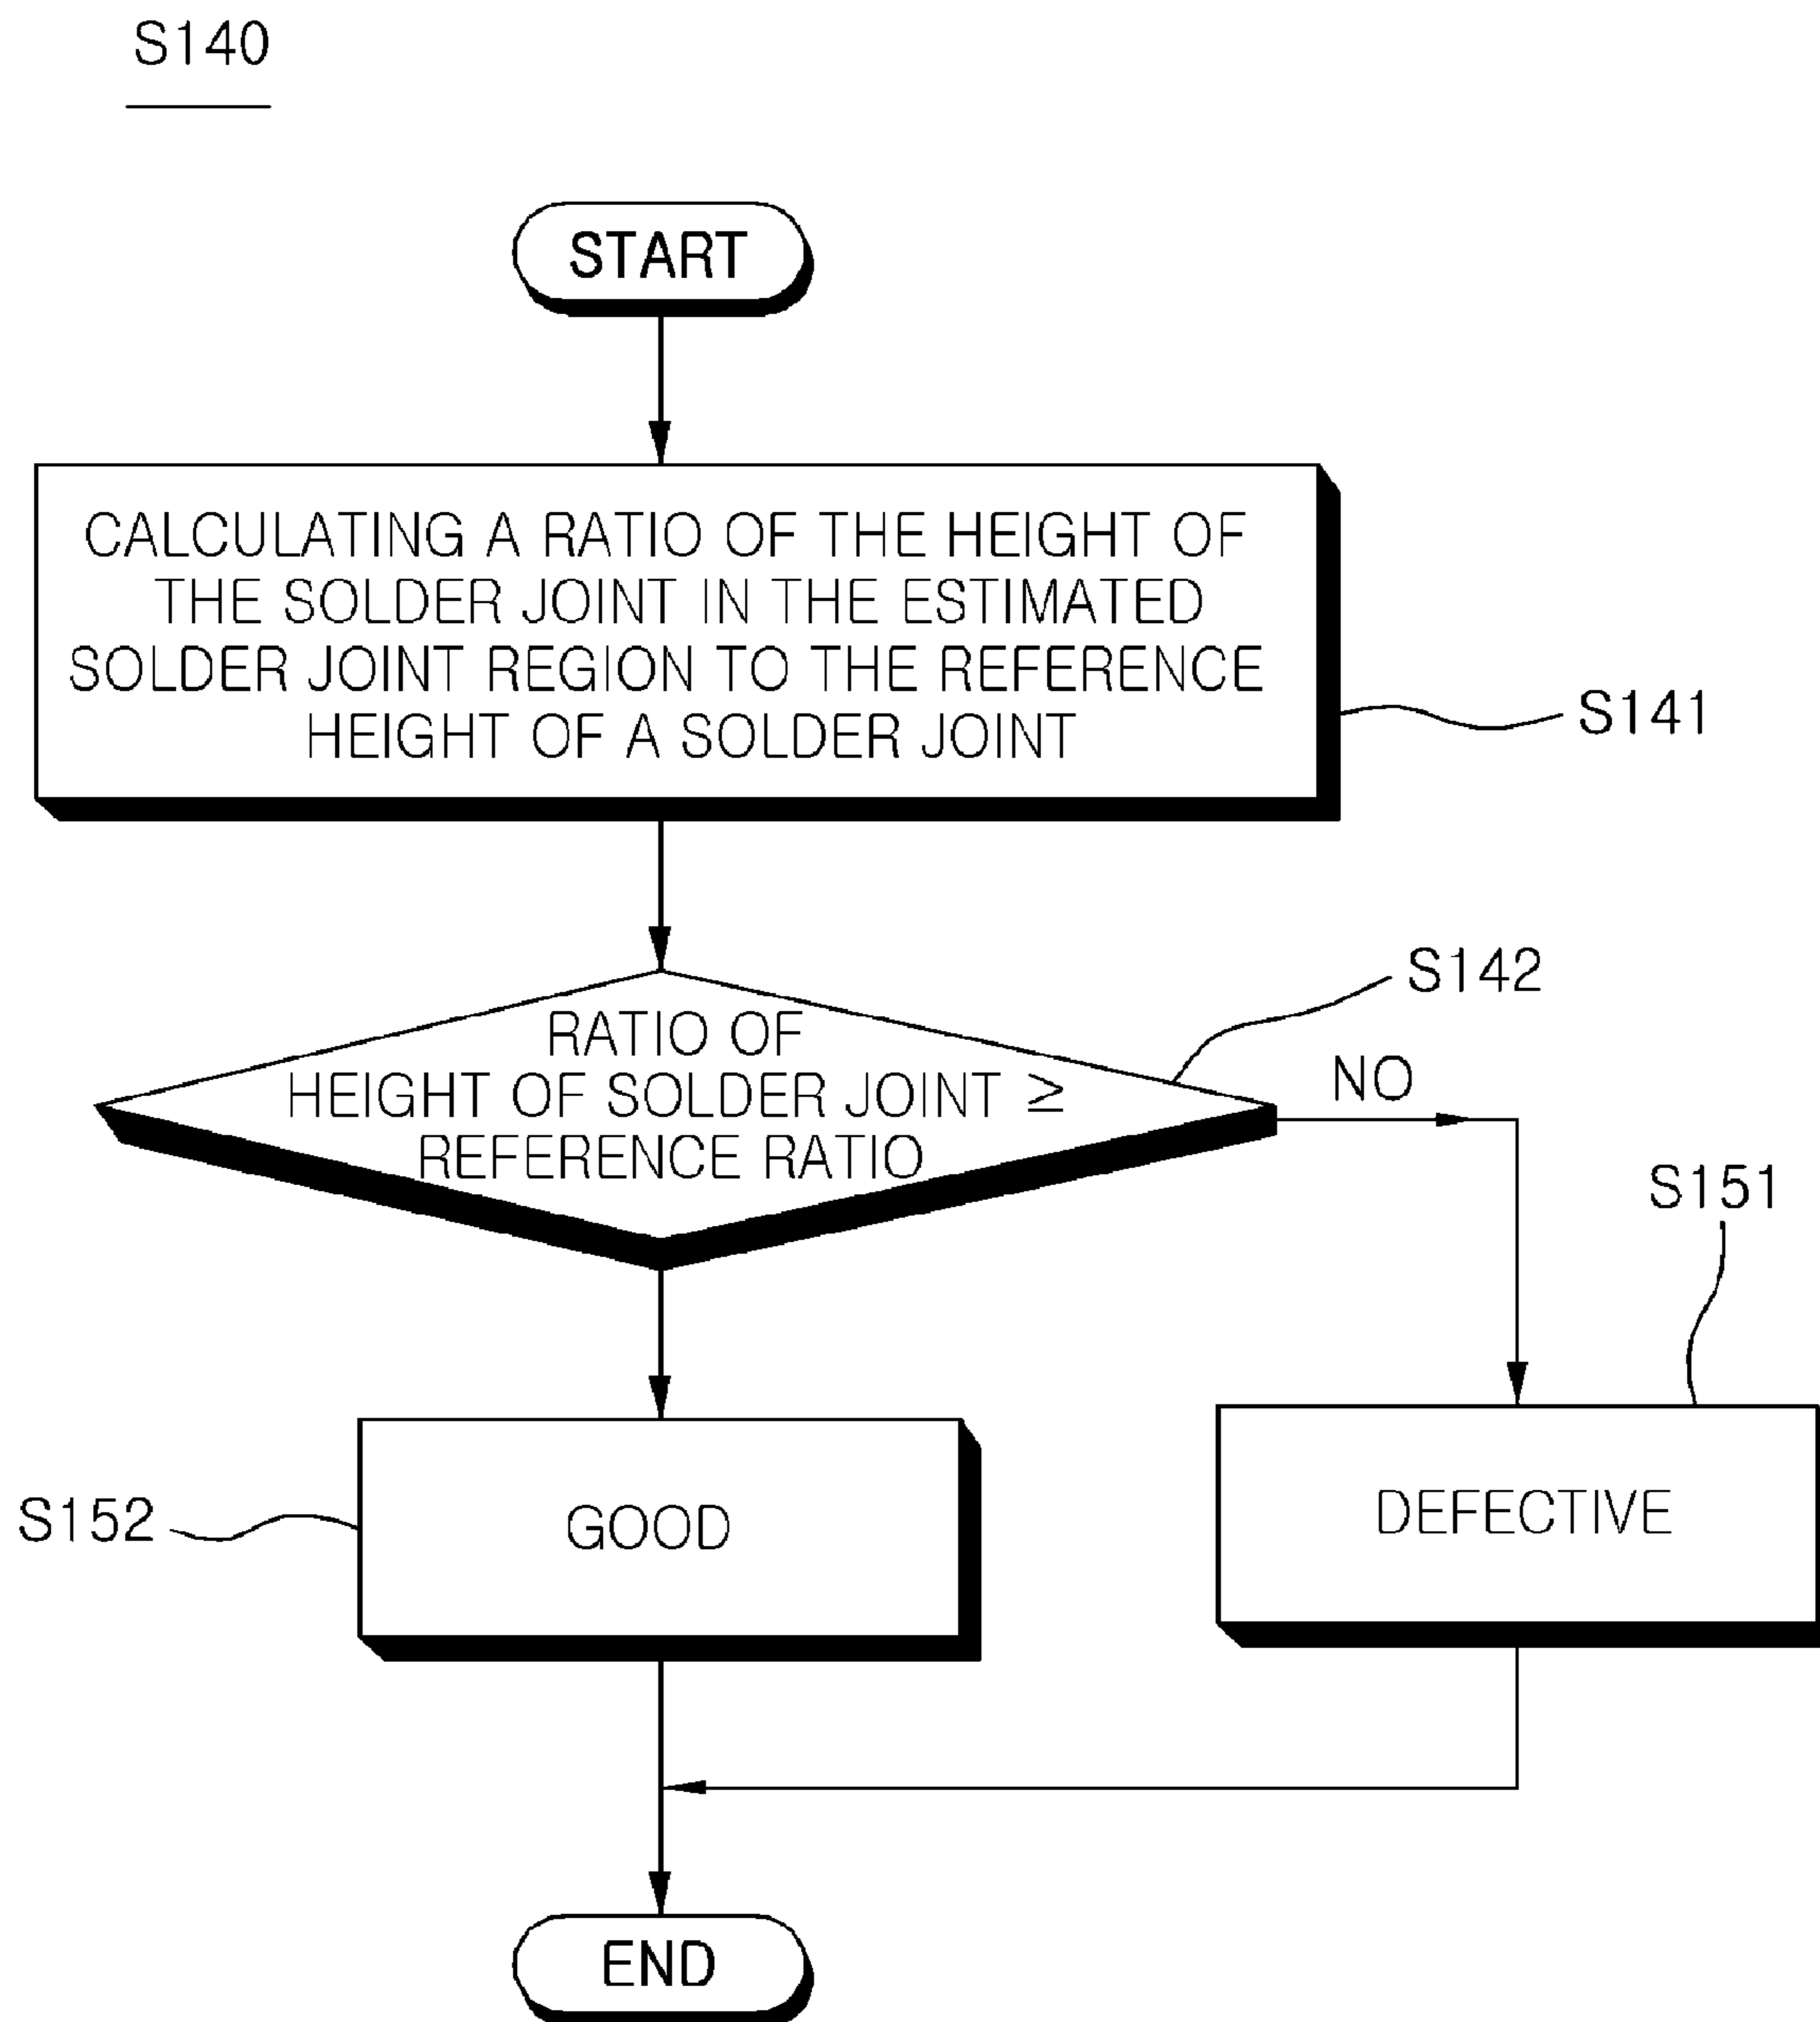 S140
START
CALCULATING A RATIO OF THE HEIGHT OF
THE SOLDER JOINT IN THE ESTIMATED
SOLDER JOINT REGION TO THE REFERENCE
HEIGHT OF A SOLDER JOINT
S141
S142
RATIO OF
HEIGHT OF SOLDER JOINT ≥
REFERENCE RATIO
NO
S151
S152
GOOD
DEFECTIVE
END